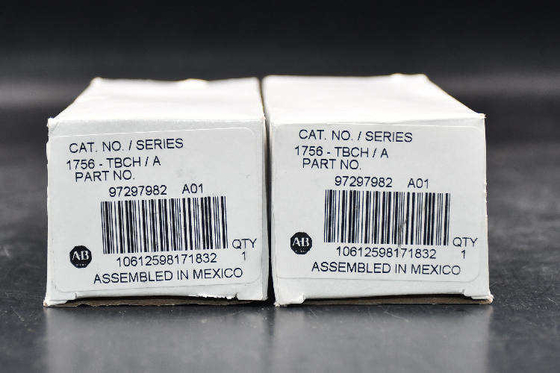 CAT. NO. / SERIES
1756 - TBCH / A
PART NO.
97297982 A01
AB
QTY
10612598171832 1
ASSEMBLED IN MEXICO
CAT. NO. / SERIES
1756 - TBCH / A
PART NO.
97297982 A01
AB
QTY
10612598171832 1
ASSEMBLED IN MEXICO